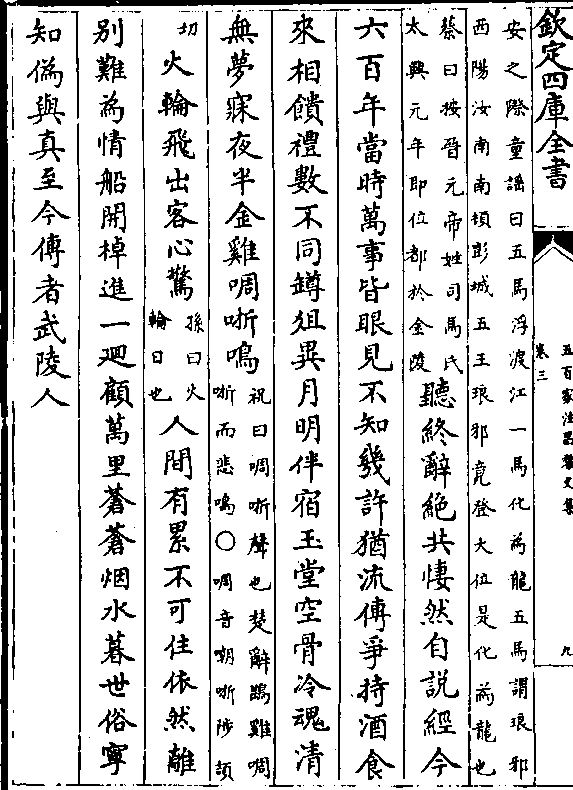 欽定四庫全書
五百家注昌黎文集
卷三
九
安之際童謡曰五馬浮渡江一馬化為龍五馬謂琅邪
西陽汝南南頓彭城五王琅邪竟登大位是化為龍也
蔡曰按晉元帝姓司馬氏
太興元年即位都於金陵
聽終辭絶共悽然自說經今
六百年當時萬事皆眼見不知幾許猶流傳爭持酒食
來相饋禮數不同罇俎異月明伴宿玉堂空骨冷魂清
無夢寐夜半金雞啁哳鳴
祝曰啁哳聲也楚辭鵾雞啁
哳而悲鳴○啁音嘲哳陟轄
切
火輪飛出客心驚
孫曰火
輪日也
人間有累不可住依然離
别難為情船開棹進一迴顧萬里蒼蒼烟水暮世俗寧
知偽與真至今傳者武陵人